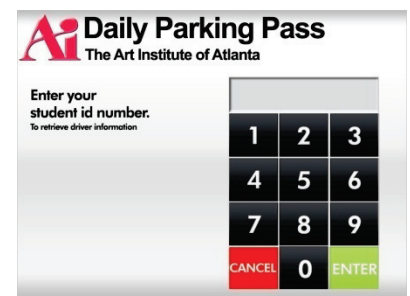 Ai Daily Parking Pass
The Art Institute of Atlanta
Enter your
student id number.
To retrieve driver information
1 2 3
4 5 6
7 8 9
CANCEL 0 ENTER